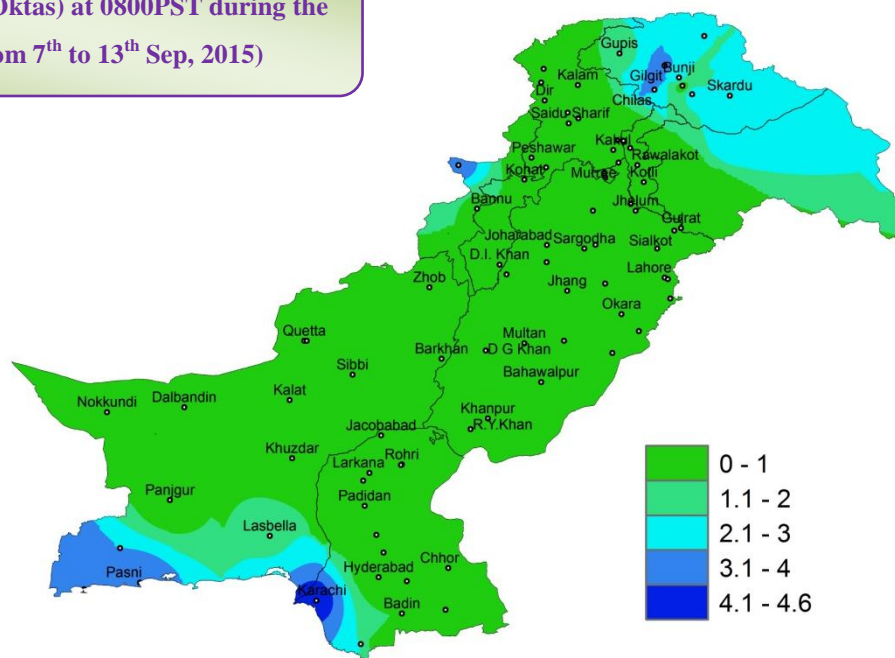 Oktas) at 0800PST during the
om 7th to 13th Sep, 2015)
Gupis
Gilgit Bunji
Kalam
Dir
Chilas
Skardu
Saidu Sharif
Kakul
Peshawar
Rawalakot
Kohat
Murree
Kotli
Bannu
Jhelum
Gujrat
Joharabad Sargodha
Sialkot
D.I. Khan
Zhob
Lahore
Jhang
Okara
Quetta
Multan
Barkhan
D G Khan
Sibbi
Bahawalpur
Kalat
Dalbandin
Nokkundi
Khanpur
R.Y.Khan
Jacobabad
Khuzdar
Larkana
Rohri
Panjgur
Padidan
Lasbella
Chhor
Hyderabad
Pasni
Karachi
Badin
0 - 1
1.1 - 2
2.1 - 3
3.1 - 4
4.1 - 4.6